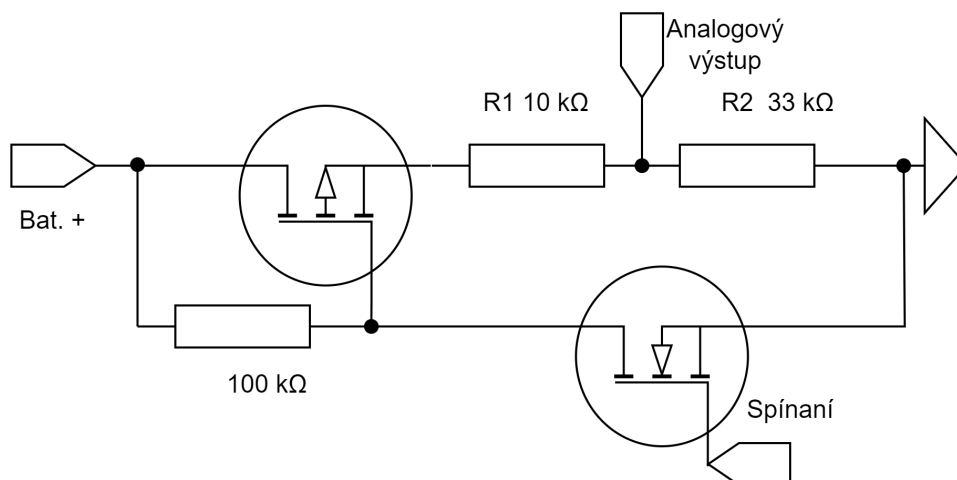 Analogový
výstup
R1 10 kΩ
R2  33 kΩ
Bat. +
100 kΩ
Spínaní